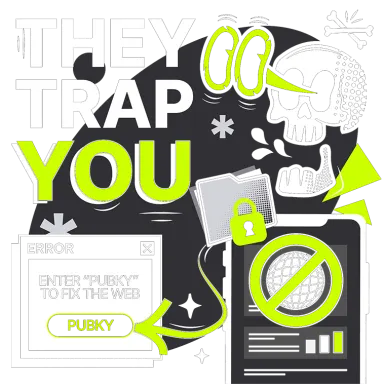 THEY
TRAP
YOU
ERROR
ENTER "PUBKY"
TO FIX THE WEB
PUBKY